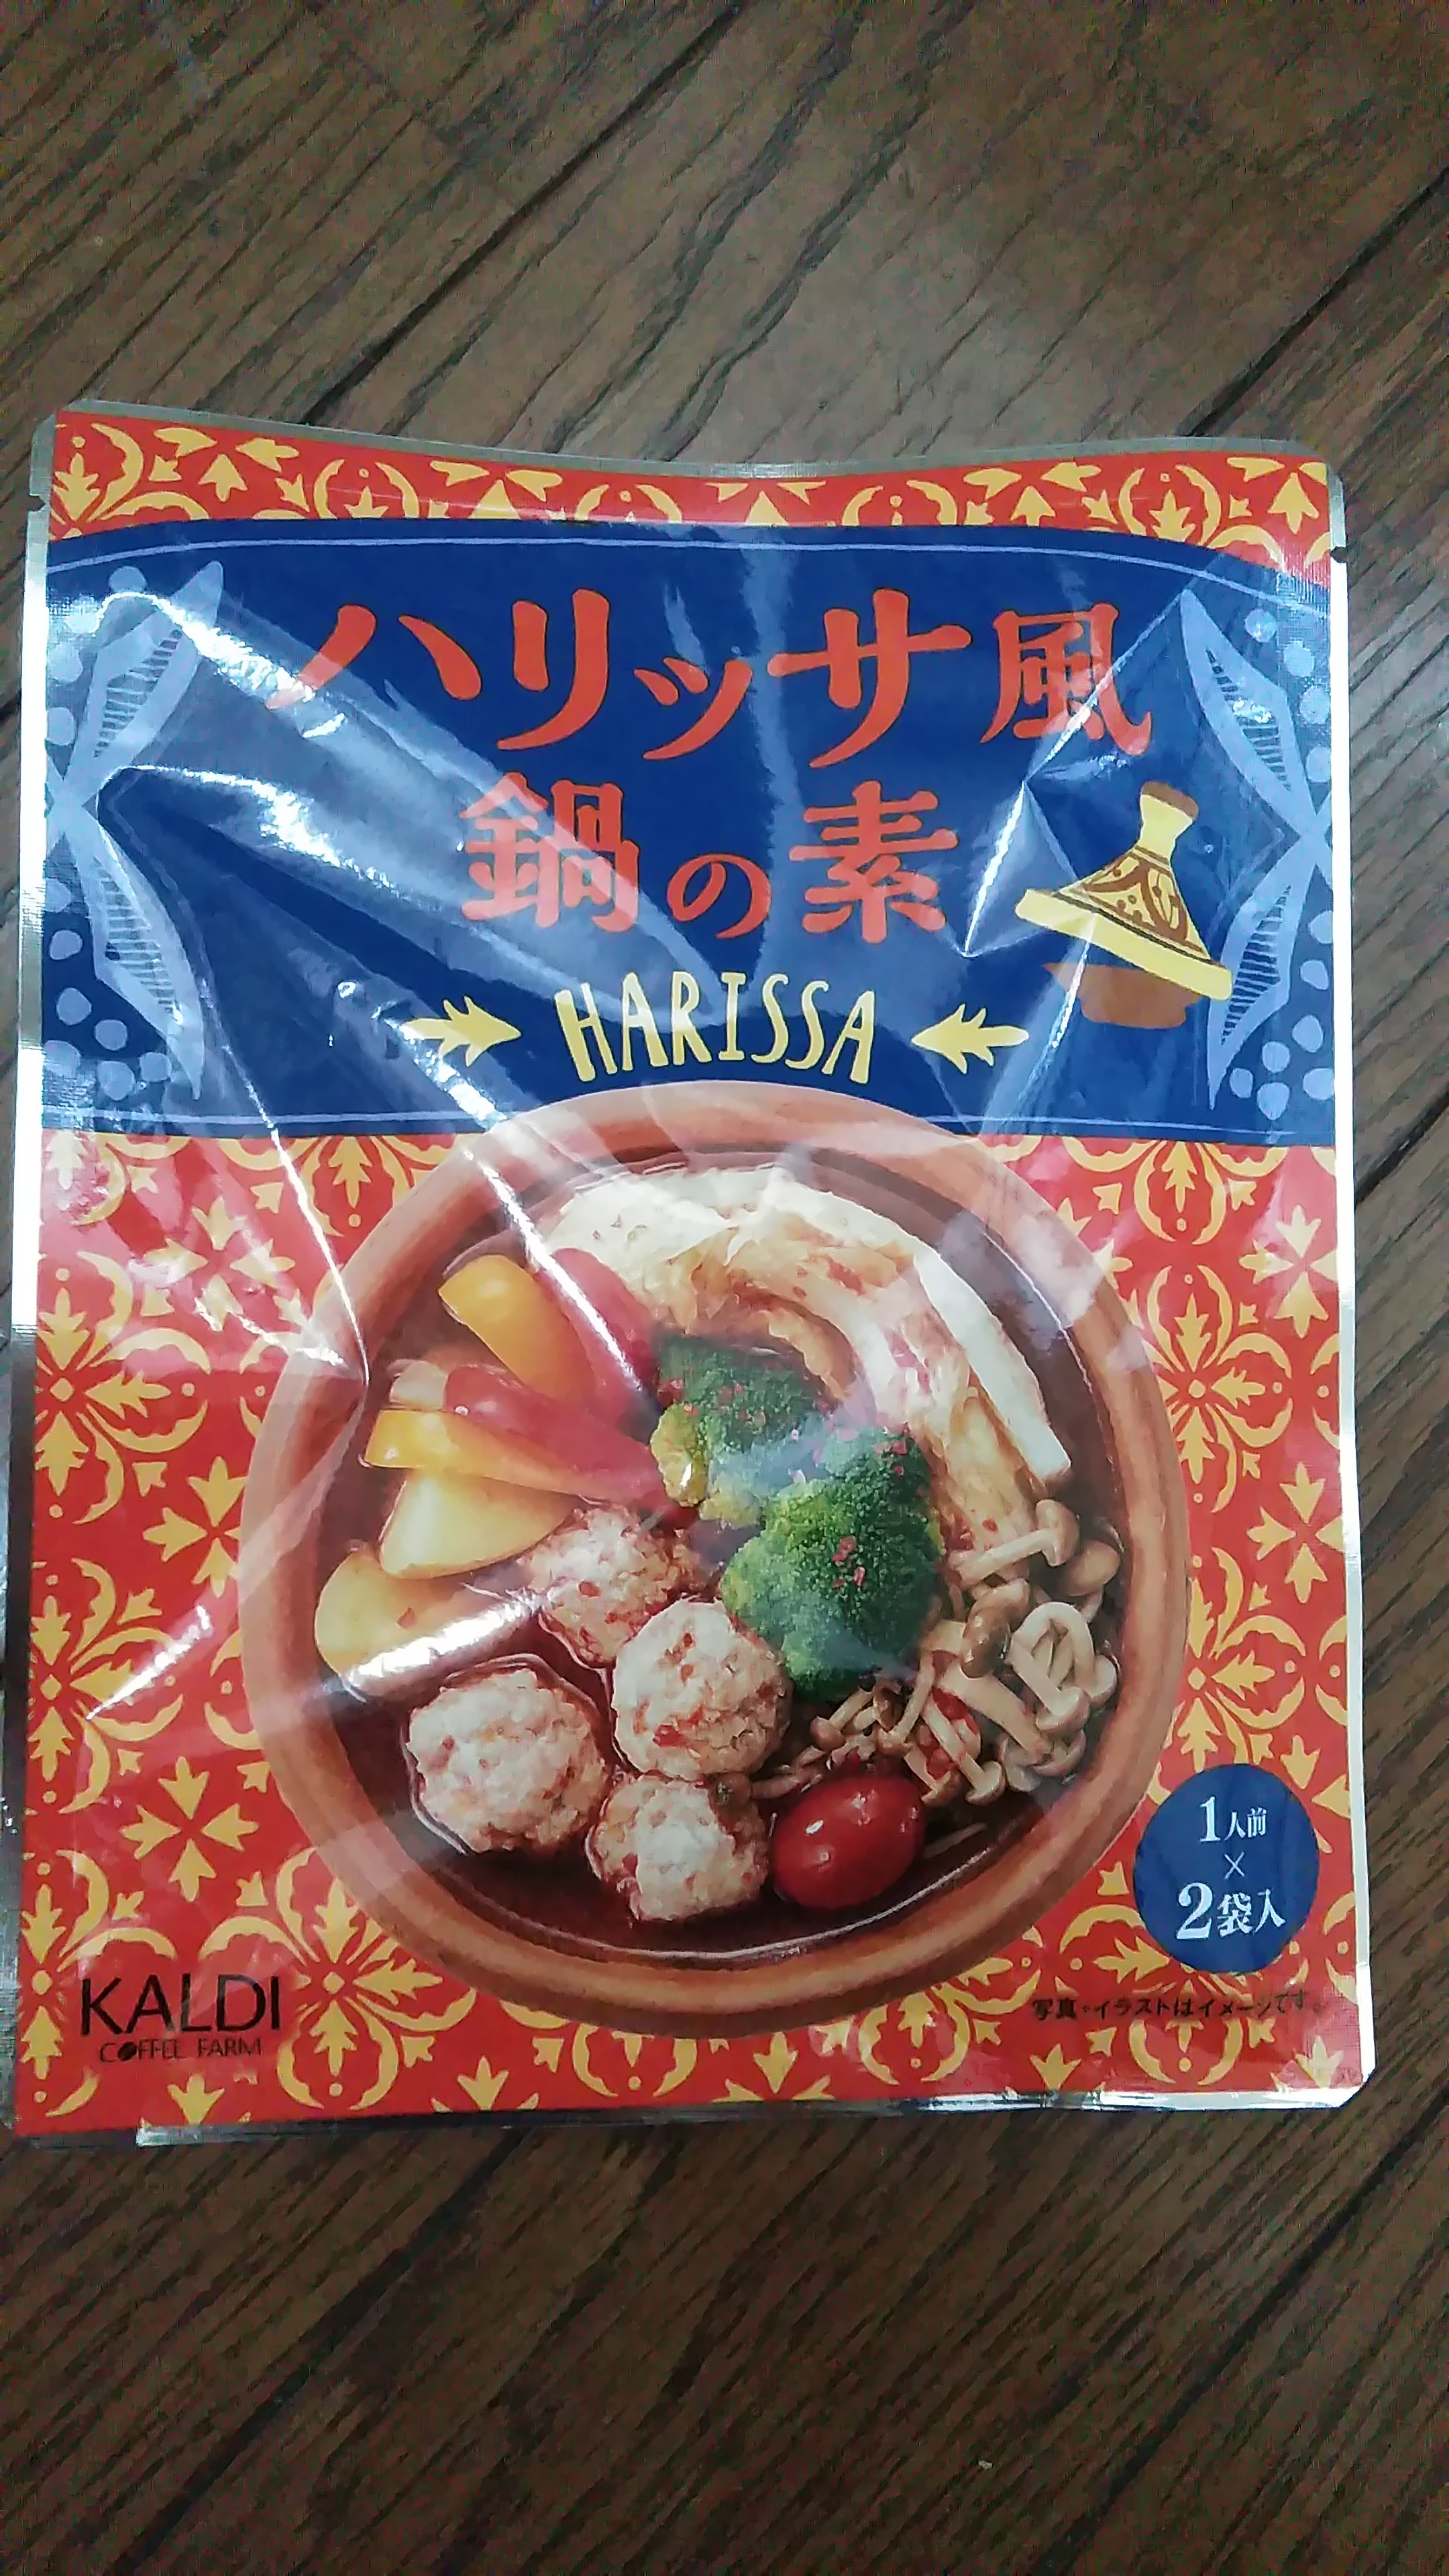 ハリッサ風
鍋の素
HARISSA
1人前
×
2袋入
KALDI
COFFEE FARM
写真・イラストはイメージです。